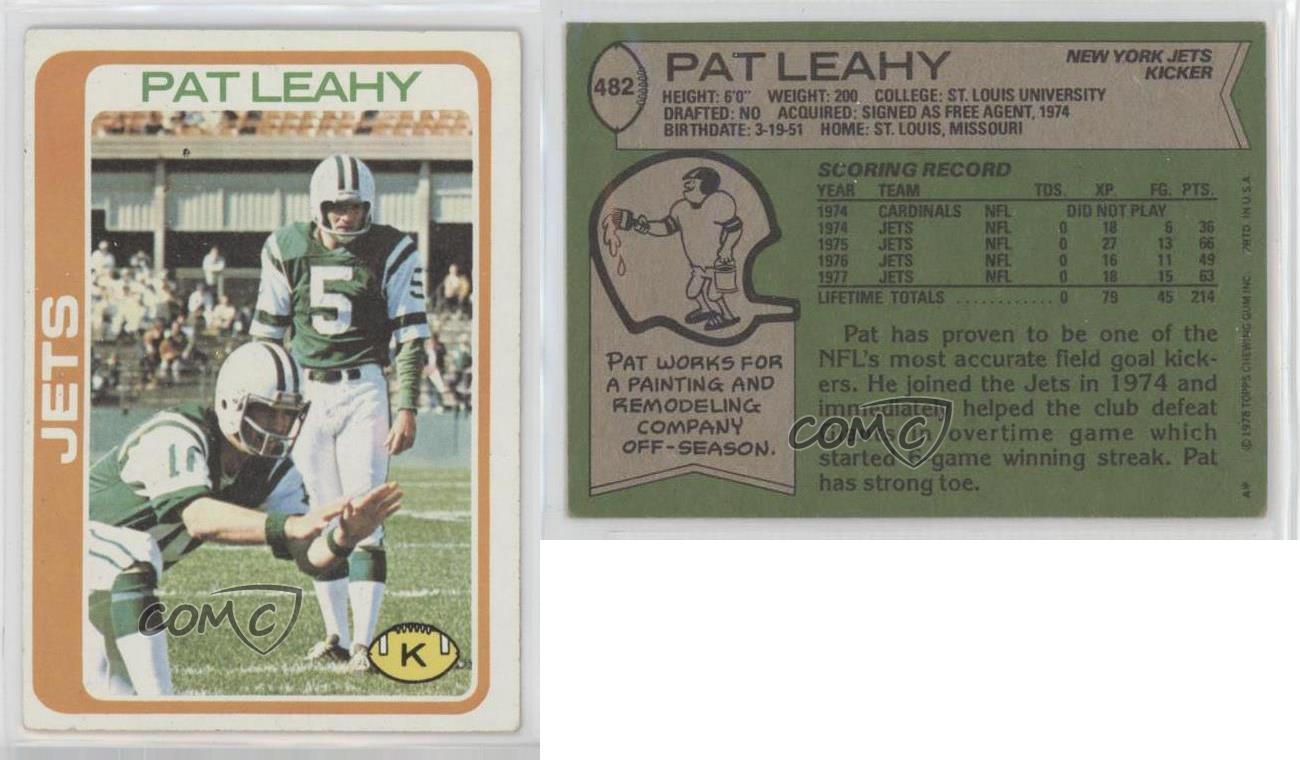 PAT LEAHY
JETS
5
5
COMC
K
482
PAT LEAHY
NEW YORK JETS
KICKER
HEIGHT: 6'0" WEIGHT: 200 COLLEGE: ST. LOUIS UNIVERSITY
DRAFTED: NO ACQUIRED: SIGNED AS FREE AGENT, 1974
BIRTHDATE: 3-19-51 HOME: ST. LOUIS, MISSOURI
SCORING RECORD
YEAR TEAM TDS. XP. FG. PTS.
1974 CARDINALS NFL DID NOT PLAY
1974 JETS NFL 0 18 6 36
1975 JETS NFL 0 27 13 66
1976 JETS NFL 0 16 11 49
1977 JETS NFL 0 18 15 63
LIFETIME TOTALS ............ 0 79 45 214
PAT WORKS FOR
A PAINTING AND
REMODELING
COMPANY
OFF-SEASON.
Pat has proven to be one of the
NFL's most accurate field goal kick-
ers. He joined the Jets in 1974 and
immediately helped the club defeat
in overtime game which
started 6-game winning streak. Pat
has strong toe.
COMC
A* © 1978 TOPPS CHEWING GUM INC. PRTD. IN U.S.A.